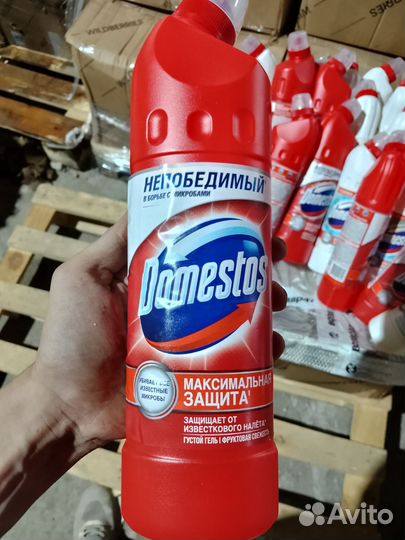 WILDBERRIES
WILDBERRIES
НЕПОБЕДИМЫЙ
В БОРЬБЕ С МИКРОБАМИ
Domestos
УБИВАЕТ ВСЕ
ИЗВЕСТНЫЕ
МИКРОБЫ
МАКСИМАЛЬНАЯ
ЗАЩИТА
ЗАЩИЩАЕТ ОТ
ИЗВЕСТКОВОГО НАЛЁТА
ГУСТОЙ ГЕЛЬ | ФРУКТОВАЯ СВЕЖЕСТЬ
Avito